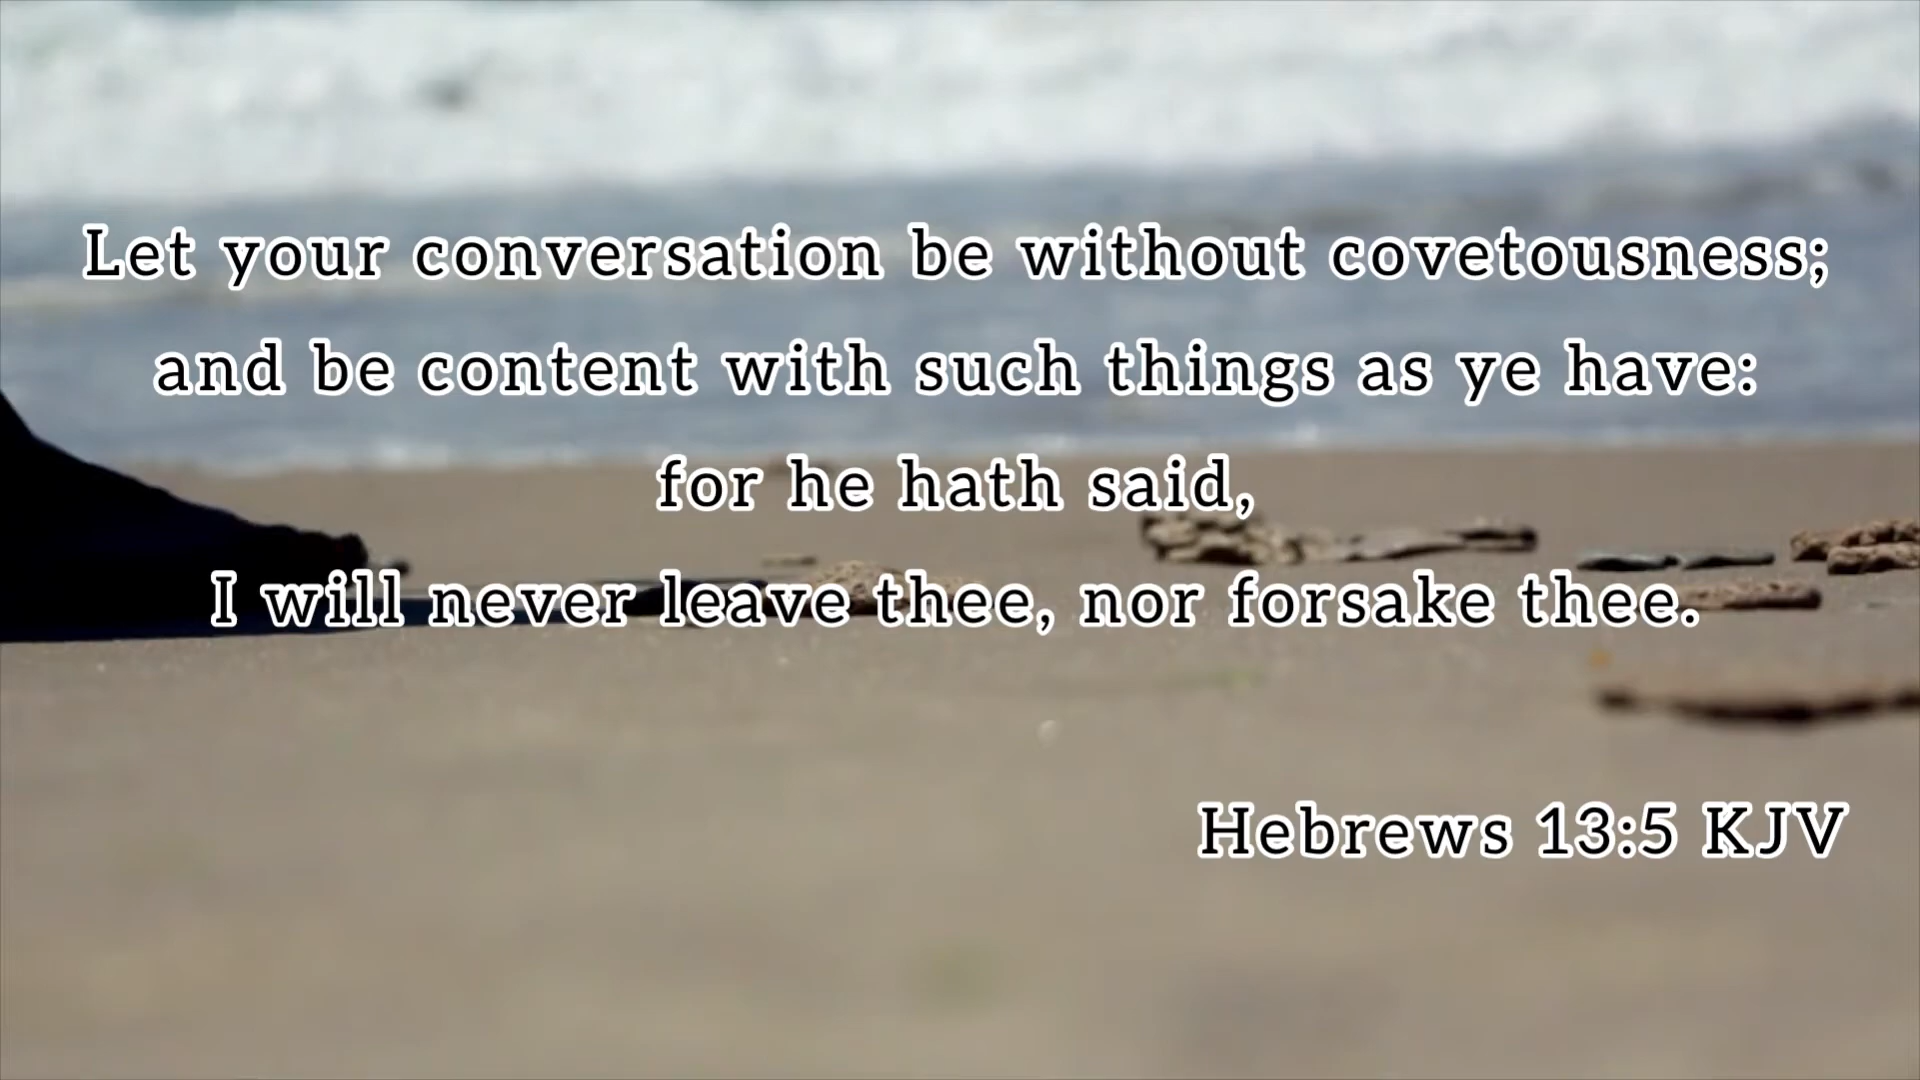 Let your conversation be without covetousness;
and be content with such things as ye have:
for he hath said,
I will never leave thee, nor forsake thee.
Hebrews 13:5 KJV